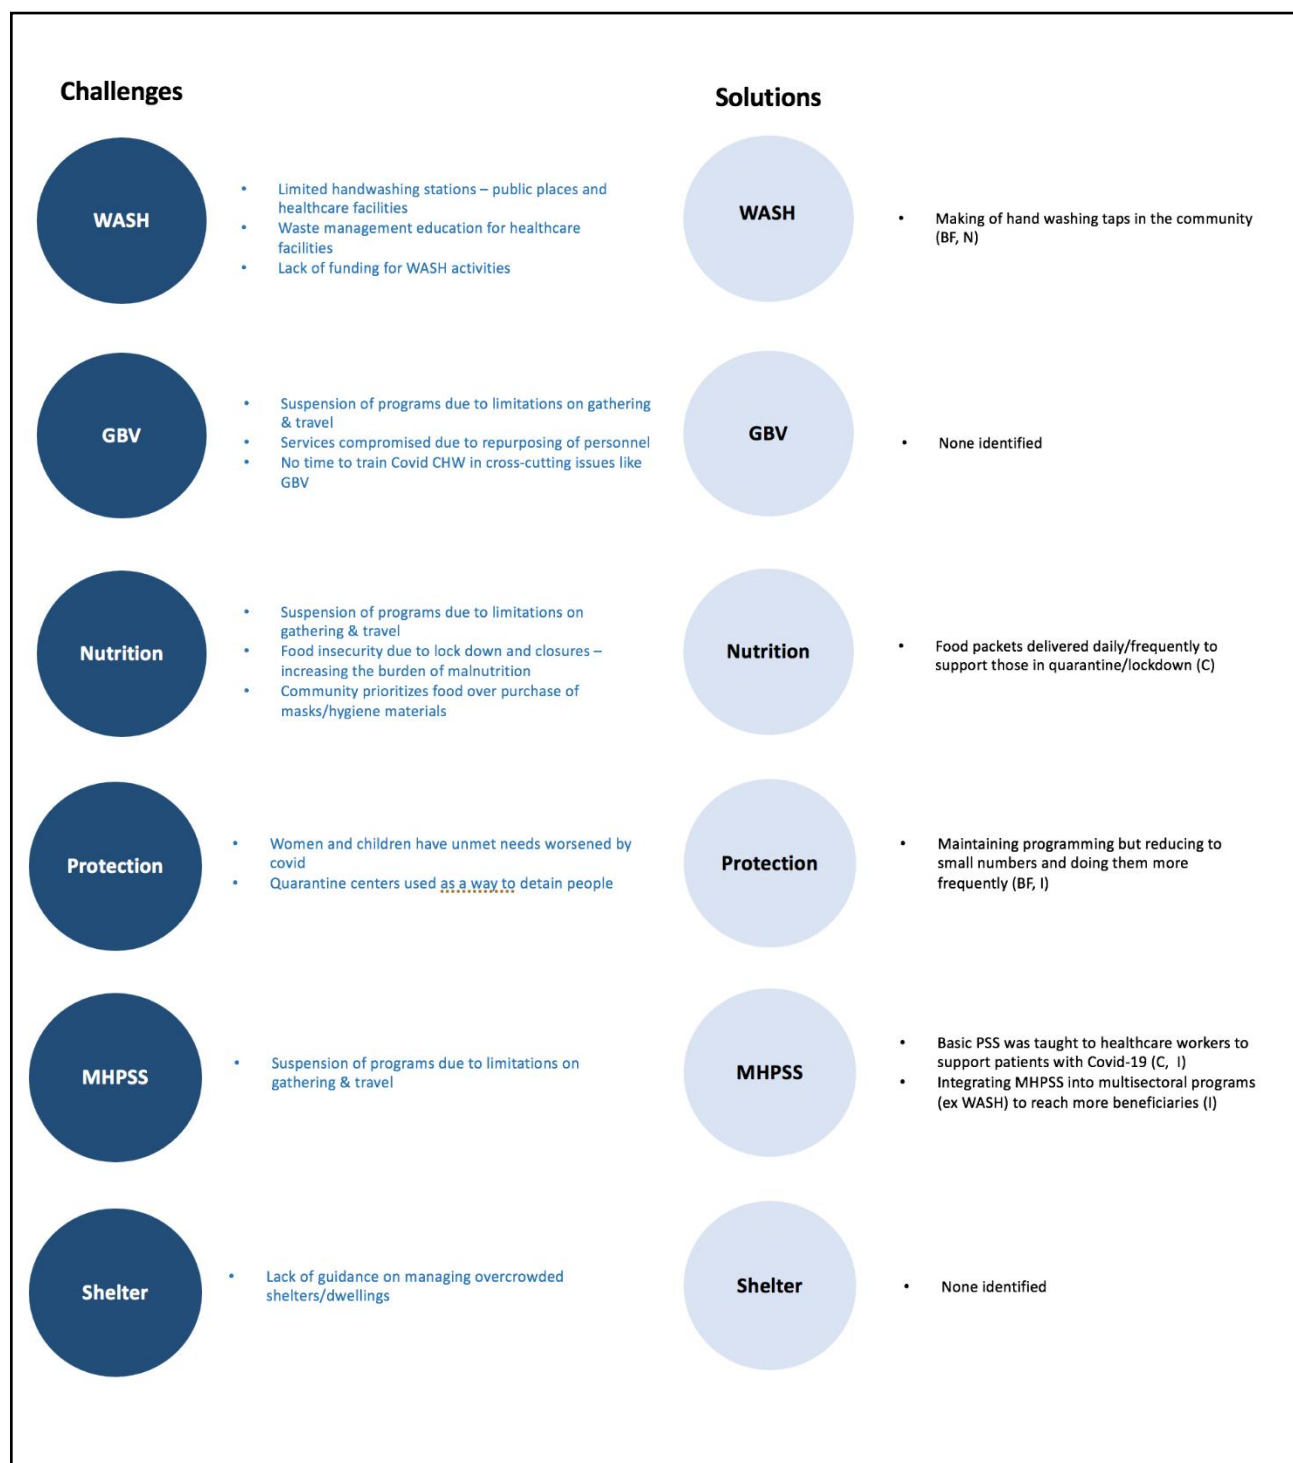 Challenges
Solutions
WASH
• Limited handwashing stations – public places and
healthcare facilities
• Waste management education for healthcare
facilities
• Lack of funding for WASH activities
WASH
• Making of hand washing taps in the community
(BF, N)
GBV
• Suspension of programs due to limitations on gathering
& travel
• Services compromised due to repurposing of personnel
• No time to train Covid CHW in cross-cutting issues like
GBV
GBV
• None identified
Nutrition
• Suspension of programs due to limitations on
gathering & travel
• Food insecurity due to lock down and closures –
increasing the burden of malnutrition
• Community prioritizes food over purchase of
masks/hygiene materials
Nutrition
• Food packets delivered daily/frequently to
support those in quarantine/lockdown (C)
Protection
• Women and children have unmet needs worsened by
covid
• Quarantine centers used as a way to detain people
Protection
• Maintaining programming but reducing to
small numbers and doing them more
frequently (BF, I)
MHPSS
• Suspension of programs due to limitations on
gathering & travel
MHPSS
• Basic PSS was taught to healthcare workers to
support patients with Covid-19 (C, I)
• Integrating MHPSS into multisectoral programs
(ex WASH) to reach more beneficiaries (I)
Shelter
• Lack of guidance on managing overcrowded
shelters/dwellings
Shelter
• None identified